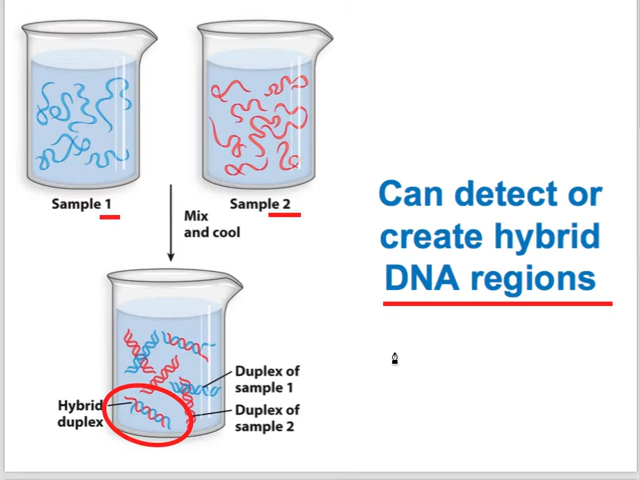 Sample 1
Sample 2
Mix
and cool
Can detect or
create hybrid
DNA regions
Duplex of
sample 1
Hybrid
duplex
Duplex of
sample 2